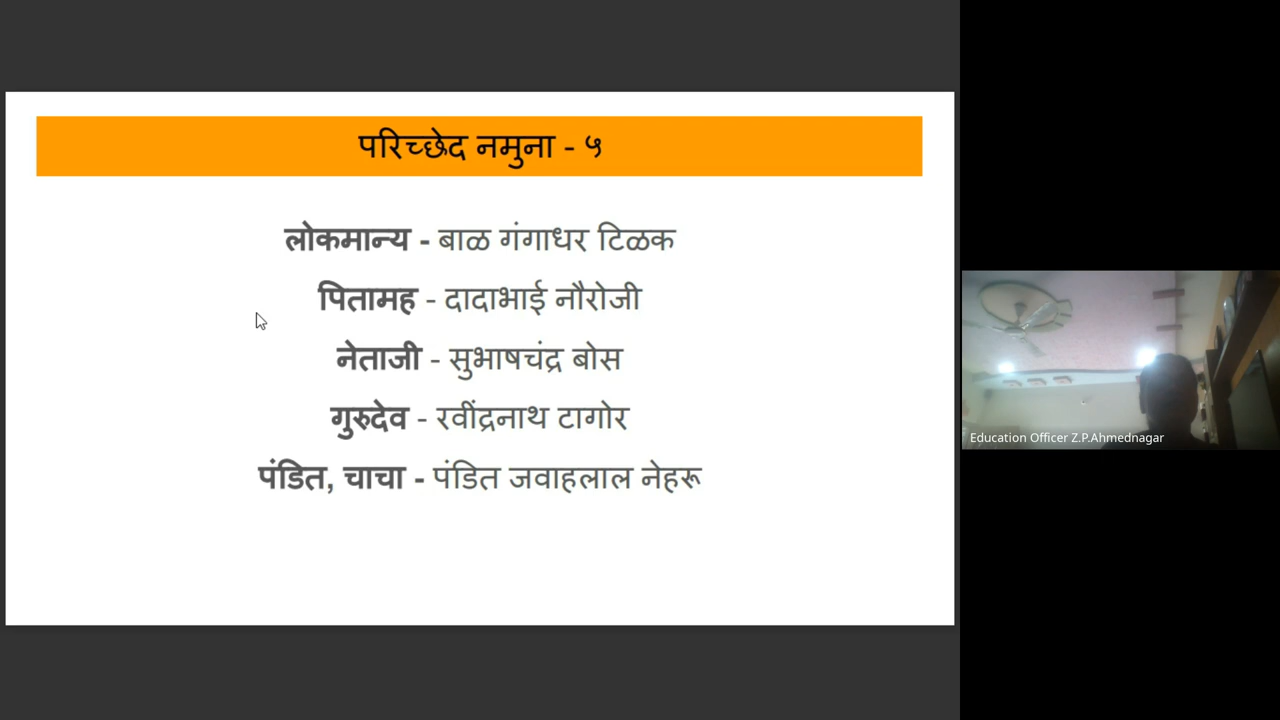 परिच्छेद नमुना - ५
लोकमान्य - बाळ गंगाधर टिळक
पितामह - दादाभाई नौरोजी
नेताजी - सुभाषचंद्र बोस
गुरुदेव - रवींद्रनाथ टागोर
पंडित, चाचा - पंडित जवाहलाल नेहरू
Education Officer Z.P.Ahmednagar